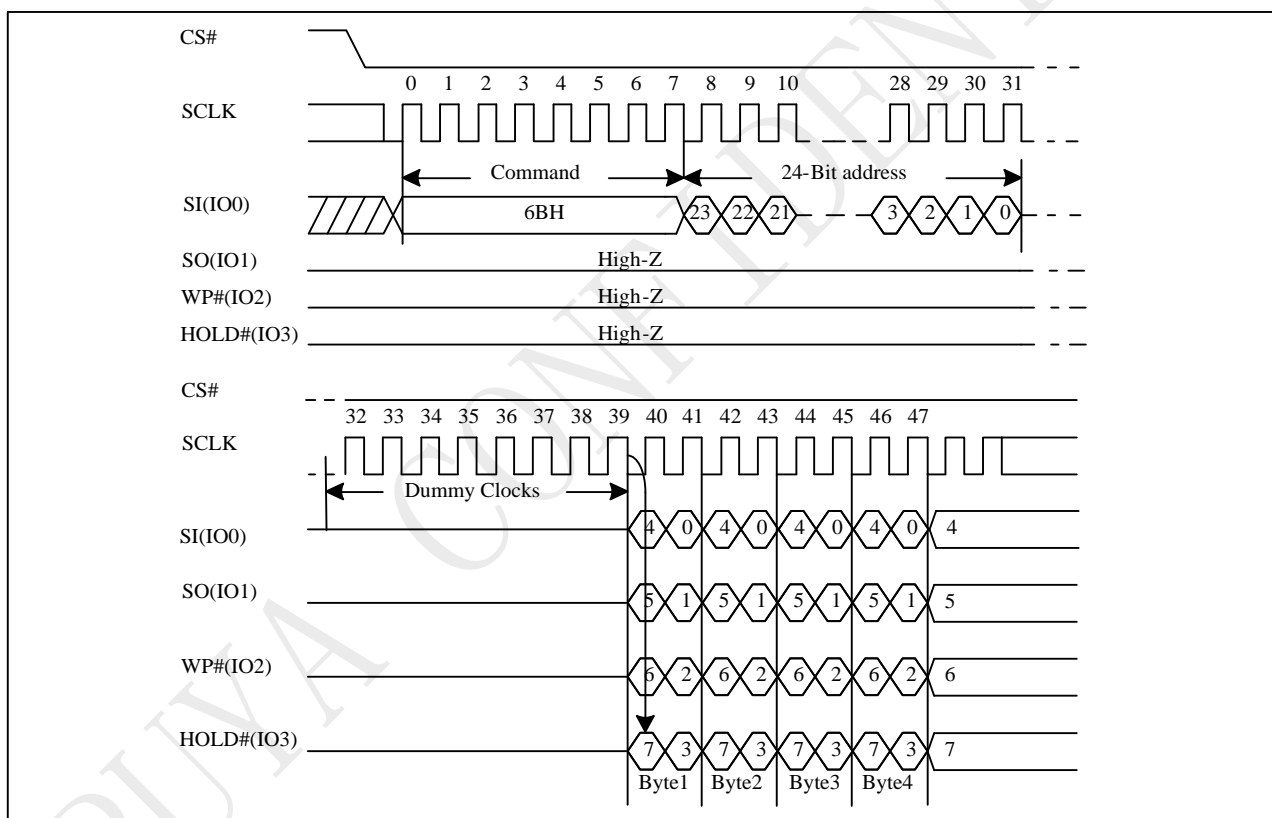 CS#
0 1 2 3 4 5 6 7 8 9 10 28 29 30 31
SCLK
Command 24-Bit address
SI(IO0) 6BH 23 22 21 3 2 1 0
SO(IO1) High-Z
WP#(IO2) High-Z
HOLD#(IO3) High-Z
CS#
32 33 34 35 36 37 38 39 40 41 42 43 44 45 46 47
SCLK
Dummy Clocks
SI(IO0) 4 0 4 0 4 0 4 0 4
SO(IO1) 5 1 5 1 5 1 5 1 5
WP#(IO2) 6 2 6 2 6 2 6 2 6
HOLD#(IO3) 7 3 7 3 7 3 7 3 7
Byte1 Byte2 Byte3 Byte4
PUYA CONFIDENTI